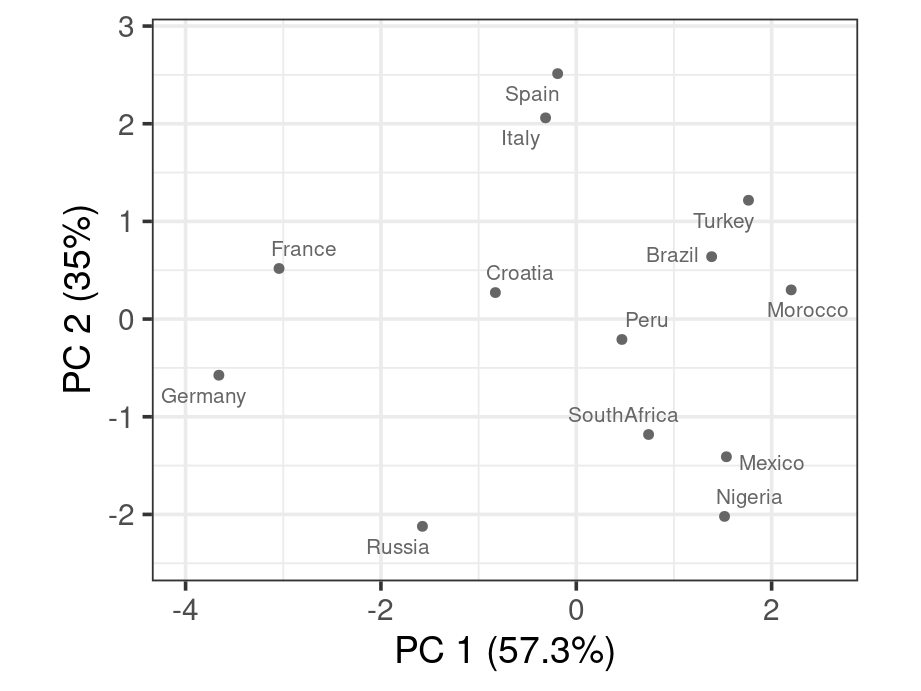 3
Spain
2
Italy
Turkey
1
France
Brazil
Croatia
Morocco
0
Peru
PC 2 (35%)
Germany
SouthAfrica
-1
Mexico
Nigeria
-2
Russia
-4
-2
0
2
PC 1 (57.3%)